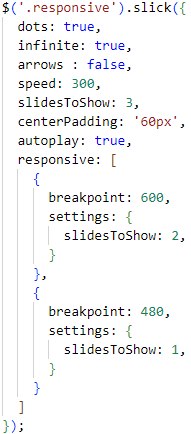 $('.responsive').slick({
  dots: true,
  infinite: true,
  arrows : false,
  speed: 300,
  slidesToShow: 3,
  centerPadding: '60px',
  autoplay: true,
  responsive: [
    {
      breakpoint: 600,
      settings: {
        slidesToShow: 2,
      }
    },
    {
      breakpoint: 480,
      settings: {
        slidesToShow: 1,
      }
    }
  ]
});